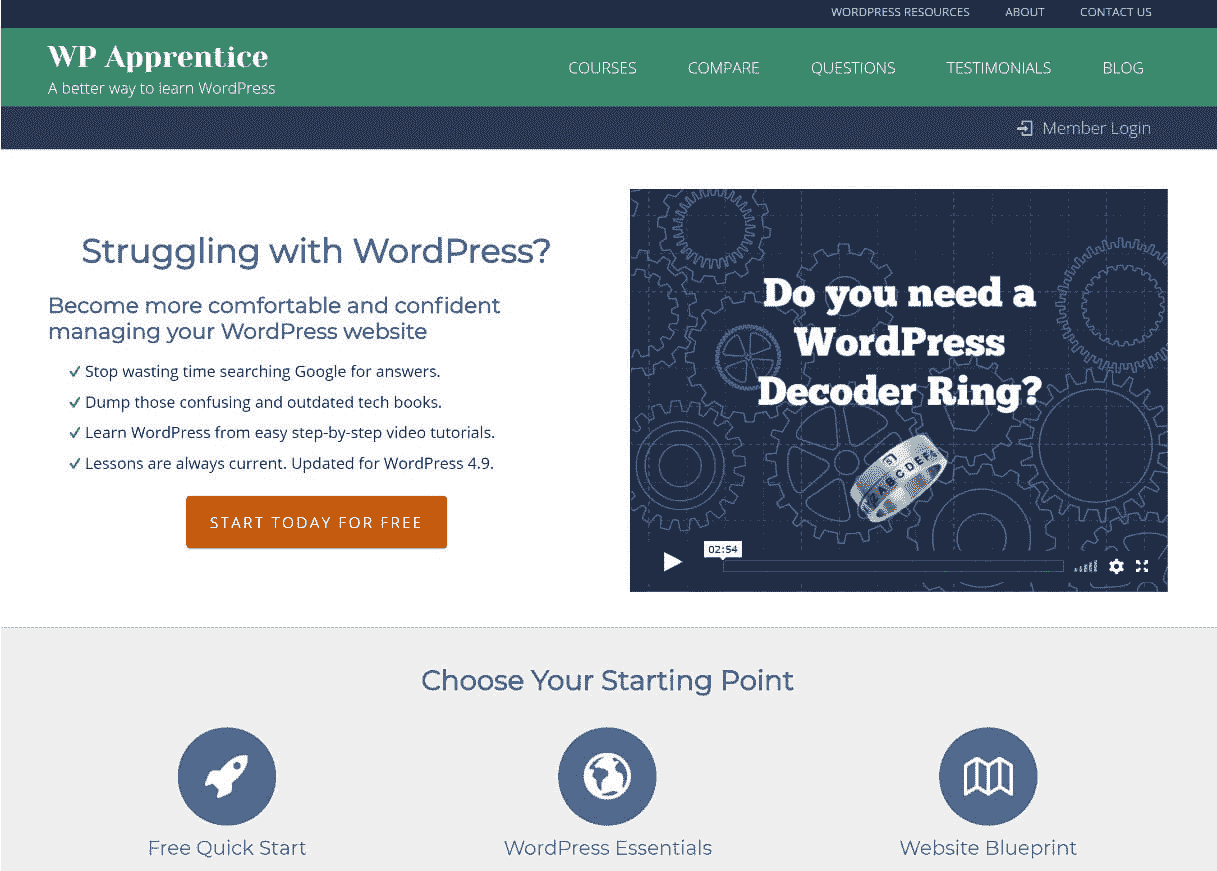 WORDPRESS RESOURCES ABOUT CONTACT US
WP Apprentice
A better way to learn WordPress
COURSES COMPARE QUESTIONS TESTIMONIALS BLOG
Member Login
Struggling with WordPress?
Become more comfortable and confident
managing your WordPress website
✓ Stop wasting time searching Google for answers.
✓ Dump those confusing and outdated tech books.
✓ Learn WordPress from easy step-by-step video tutorials.
✓ Lessons are always current. Updated for WordPress 4.9.
START TODAY FOR FREE
Do you need a
WordPress
Decoder Ring?
ABCDEF
02:54
Choose Your Starting Point
Free Quick Start
WordPress Essentials
Website Blueprint